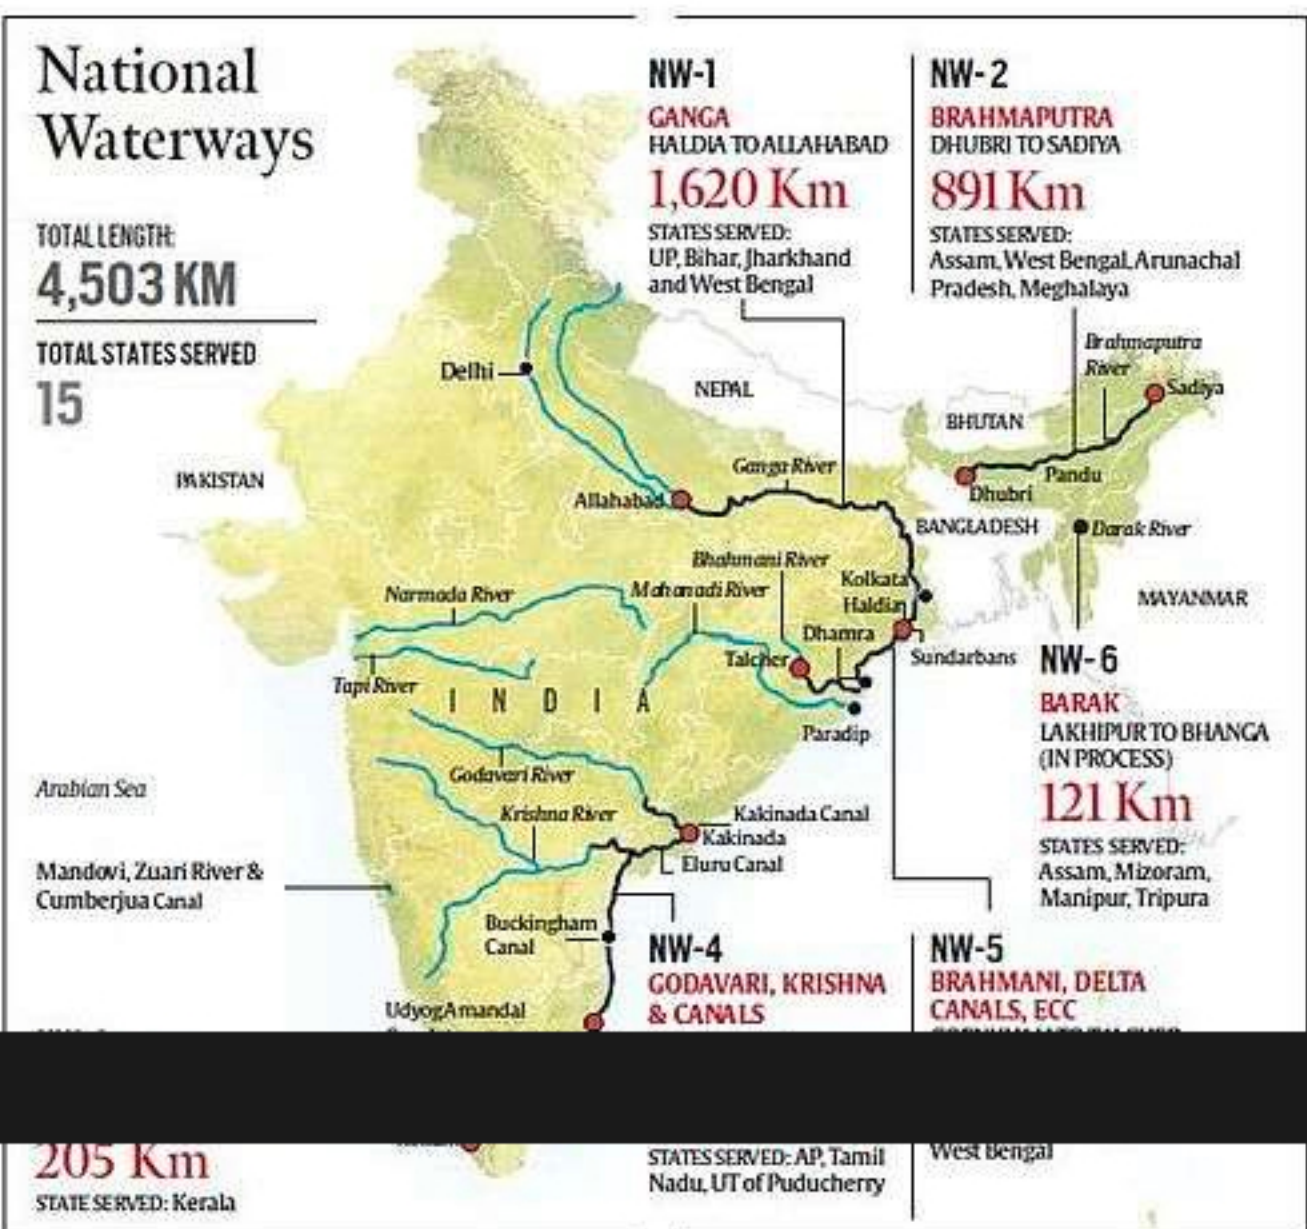 National
Waterways
TOTAL LENGTH:
4,503 KM
TOTAL STATES SERVED
15
NW-1
GANGA
HALDIA TO ALLAHABAD
1,620 Km
STATES SERVED:
UP, Bihar, Jharkhand
and West Bengal
NW-2
BRAHMAPUTRA
DHUBRI TO SADIYA
891 Km
STATES SERVED:
Assam, West Bengal, Arunachal
Pradesh, Meghalaya
Brahmaputra
River
Sadiya
Delhi
NEPAL
BHUTAN
PAKISTAN
Ganga River
Pandu
Dhubri
Allahabad
BANGLADESH
Darak River
Bhahmani River
Narmada River
Mahanadi River
Kolkata
Haldia
MAYANMAR
Dhamra
Talcher
Sundarbans
Tapi River
INDIA
Paradip
NW-6
BARAK
LAKHIPUR TO BHANGA
(IN PROCESS)
121 Km
STATES SERVED:
Assam, Mizoram,
Manipur, Tripura
Godavari River
Arabian Sea
Krishna River
Kakinada Canal
Kakinada
Eluru Canal
Mandovi, Zuari River &
Cumberjua Canal
Buckingham
Canal
UdyogAmandal
NW-4
GODAVARI, KRISHNA
& CANALS
NW-5
BRAHMANI, DELTA
CANALS, ECC
205 Km
STATE SERVED: Kerala
STATES SERVED: AP, Tamil
Nadu, UT of Puducherry
West Bengal